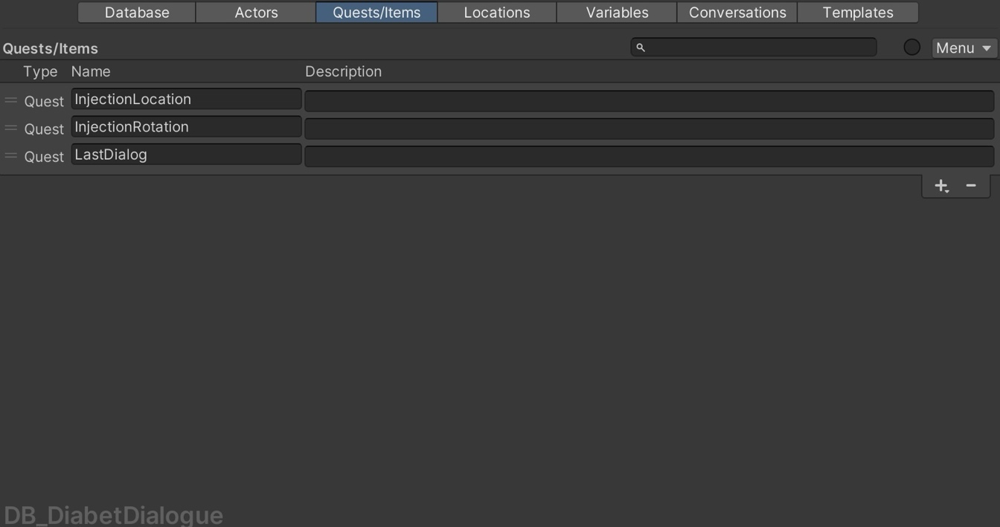 Database Actors Quests/Items Locations Variables Conversations Templates
Quests/Items Menu
Type Name Description
Quest InjectionLocation
Quest InjectionRotation
Quest LastDialog
DB_DiabetDialogue